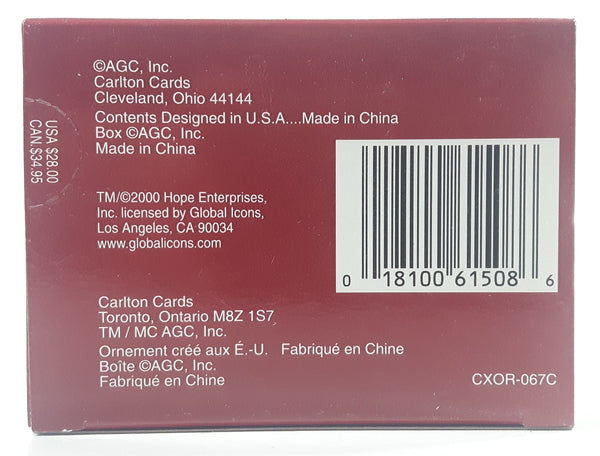 ©AGC, Inc.
Carlton Cards
Cleveland, Ohio 44144
Contents Designed in U.S.A....Made in China
Box ©AGC, Inc.
Made in China
USA $28.00
CAN. $34.95
TM/©2000 Hope Enterprises,
Inc. licensed by Global Icons,
Los Angeles, CA 90034
www.globalicons.com
0 18100 61508 6
Carlton Cards
Toronto, Ontario M8Z 1S7
TM / MC AGC, Inc.
Ornement créé aux É.-U. Fabriqué en Chine
Boîte ©AGC, Inc.
Fabriqué en Chine
CXOR-067C